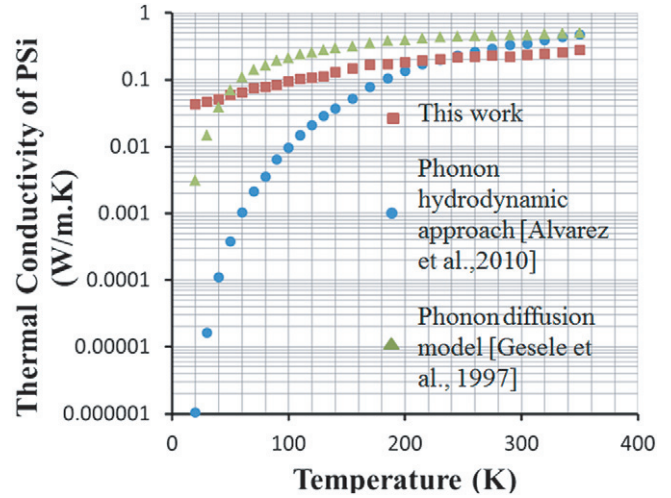 Thermal Conductivity of PSi
(W/m.K)
1
0.1
0.01
0.001
0.0001
0.00001
0.000001
0
100
200
300
400
Temperature (K)
This work
Phonon
hydrodynamic
approach [Alvarez
et al.,2010]
Phonon diffusion
model [Gesele et
al., 1997]